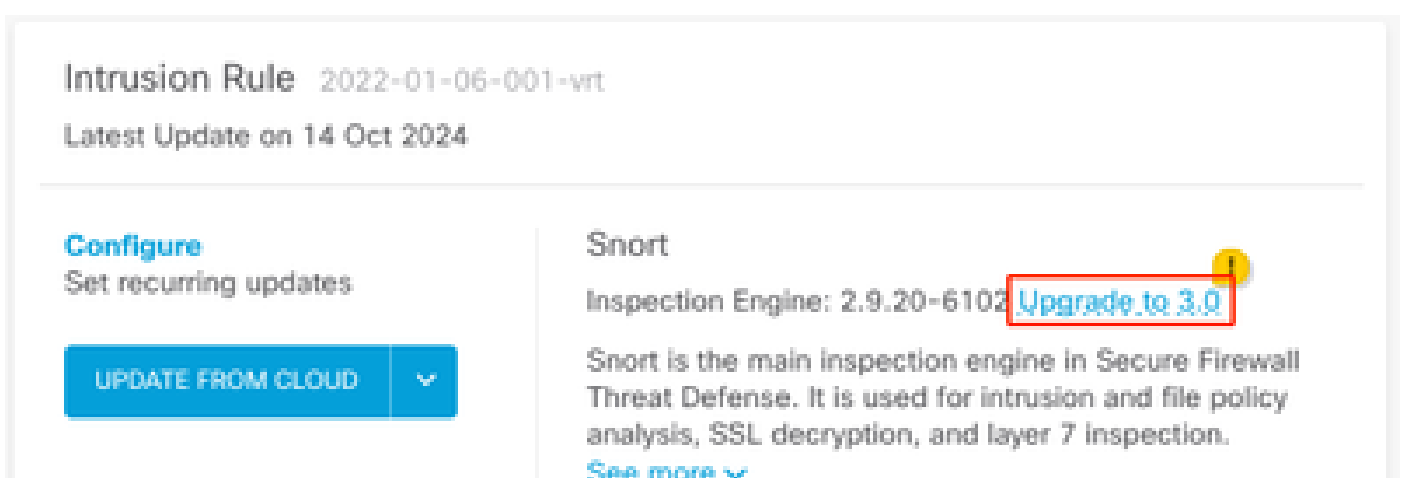 Intrusion Rule 2022-01-06-001-vrt
Latest Update on 14 Oct 2024
Configure
Set recurring updates
UPDATE FROM CLOUD
Snort
!
Inspection Engine: 2.9.20-6102 Upgrade to 3.0
Snort is the main inspection engine in Secure Firewall
Threat Defense. It is used for intrusion and file policy
analysis, SSL decryption, and layer 7 inspection.
See more